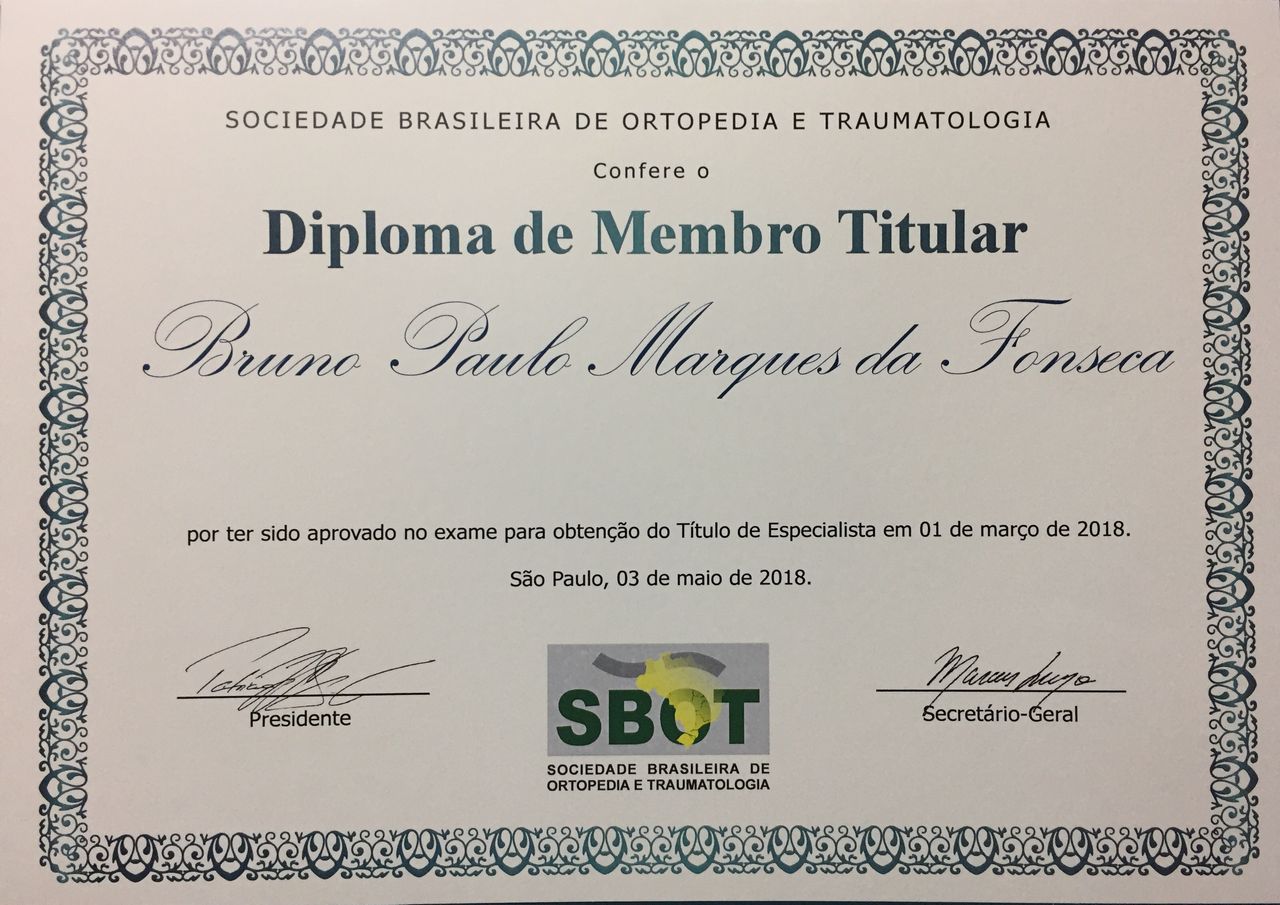 SOCIEDADE BRASILEIRA DE ORTOPEDIA E TRAUMATOLOGIA
Confere o
Diploma de Membro Titular
Bruno Paulo Marques da Fonseca
por ter sido aprovado no exame para obtenção do Título de Especialista em 01 de março de 2018.
São Paulo, 03 de maio de 2018.
Presidente
Secretário-Geral
SBOT
SOCIEDADE BRASILEIRA DE
ORTOPEDIA E TRAUMATOLOGIA